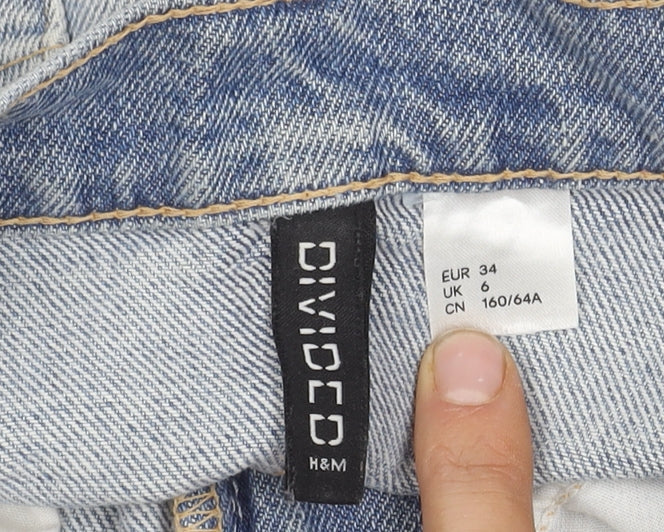 DIVIDED
H&M
EUR 34
UK 6
CN 160/64A